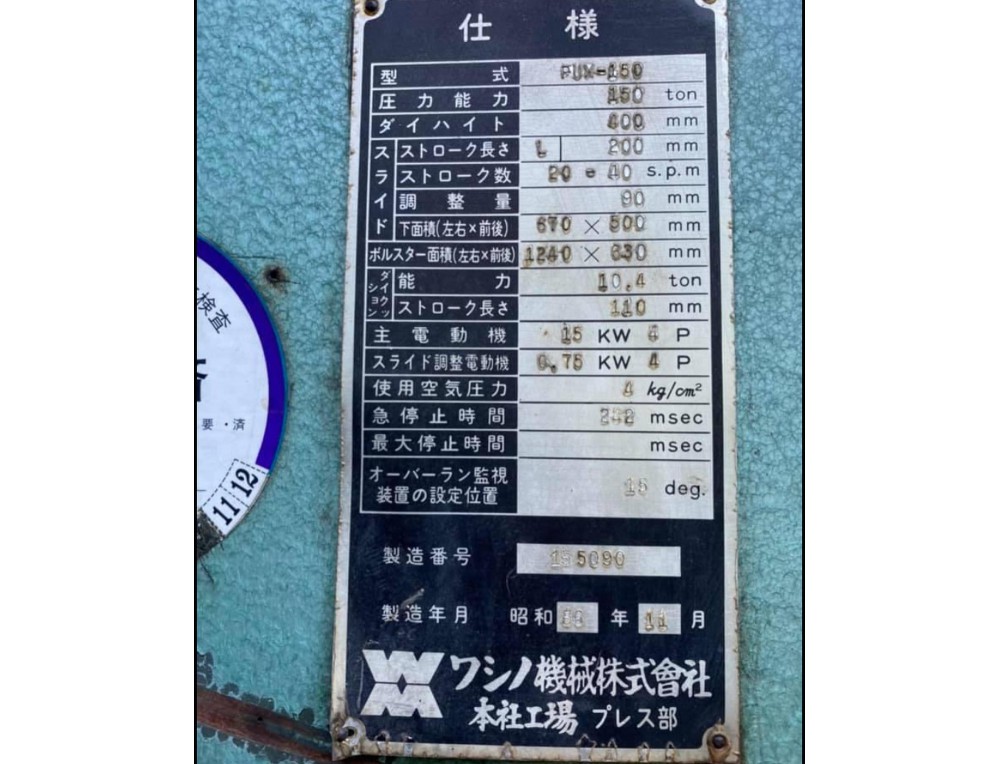 仕様
型式 PUX-150
圧力能力 150 ton
ダイハイト 400 mm
スライド
ストローク長さ L 200 mm
ストローク数 20 - 40 s.p.m
調整量 90 mm
下面積(左右×前後) 670 × 500 mm
ボルスター面積(左右×前後) 1240 × 630 mm
ダイクッション
能力 10.4 ton
ストローク長さ 110 mm
主電動機 15 KW P
スライド調整電動機 0.75 KW 4 P
使用空気圧力 4 kg/cm²
急停止時間 msec
最大停止時間 msec
オーバーラン監視
装置の設定位置 15 deg.
製造番号
製造年月 昭和 年 11 月
ワシノ機械株式會社
本社工場 プレス部
検査
要・済
11 12